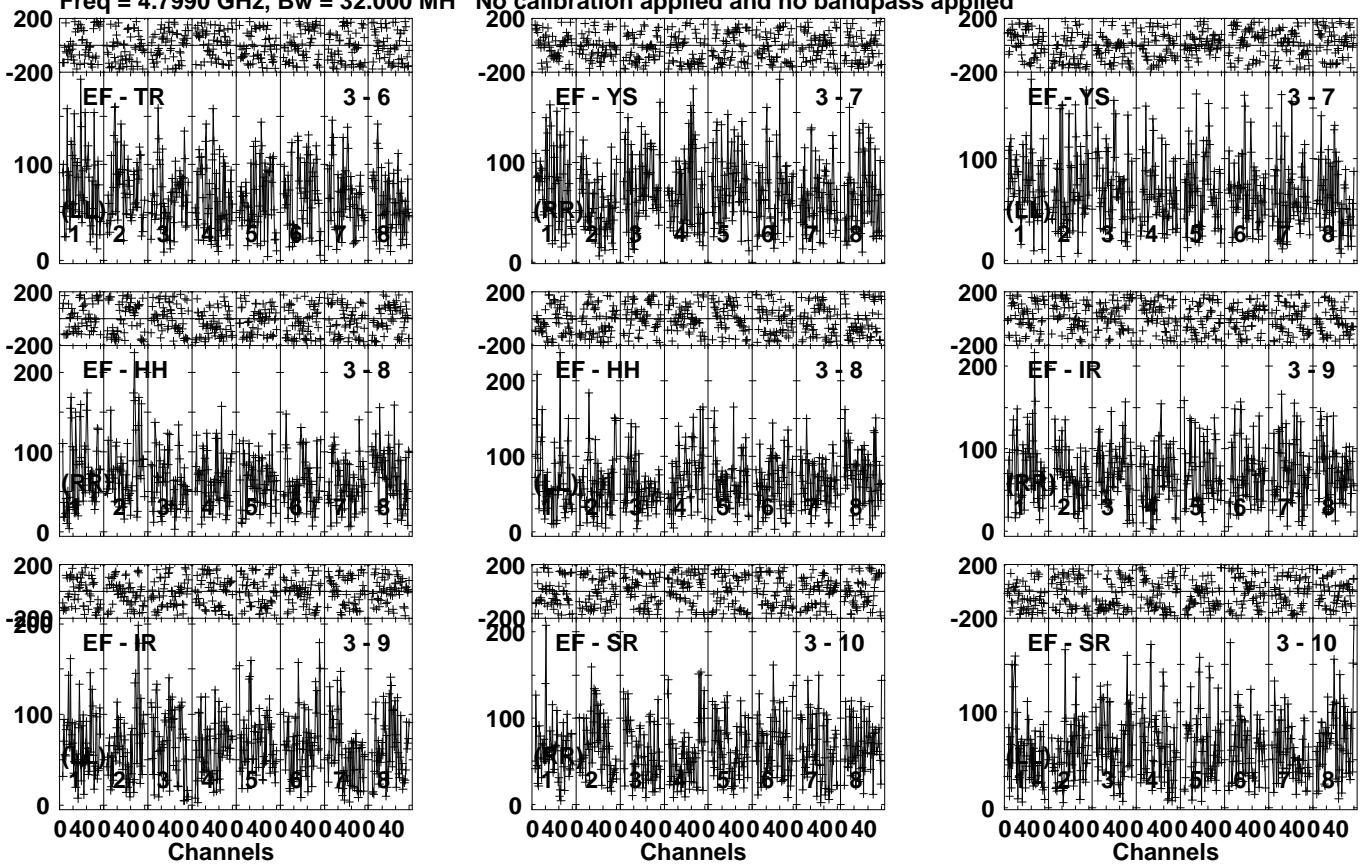 Freq = 4.7990 GHz, Bw = 32.000 MH No calibration applied and no bandpass applied
200 200 200
-200 -200 -200
EF - TR 3 - 6 EF - YS 3 - 7 EF - YS 3 - 7
100 100 100
(LL) (RR) (LL)
1 2 3 4 5 6 7 8 1 2 3 4 5 6 7 8 1 2 3 4 5 6 7 8
0 0 0
200 200 200
-200 -200 -200
EF - HH 3 - 8 EF - HH 3 - 8 EF - IR 3 - 9
200 200 200
100 100 100
(RR) (LL) (RR)
1 2 3 4 5 6 7 8 1 2 3 4 5 6 7 8 1 2 3 4 5 6 7 8
0 0 0
200 200 200
-200 -200 -200
200 200
EF - IR 3 - 9 EF - SR 3 - 10 EF - SR 3 - 10
100 100 100
(LL) (RR) (LL)
1 2 3 4 5 6 7 8 1 2 3 4 5 6 7 8 1 2 3 4 5 6 7 8
0 0 0
0 40 0 40 0 40 0 40 0 40 0 40 0 40 0 40 0 40 0 40 0 40 0 40 0 40 0 40 0 40 0 40 0 40 0 40 0 40 0 40 0 40 0 40 0 40 0 40
Channels Channels Channels